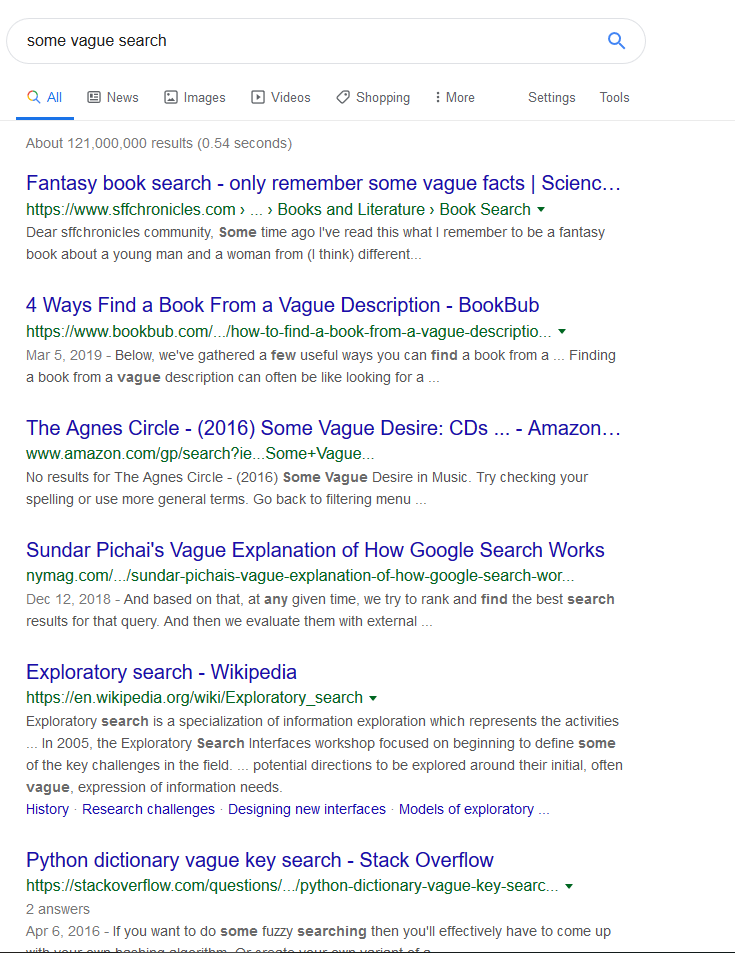 some vague search
All News Images Videos Shopping More Settings Tools
About 121,000,000 results (0.54 seconds)
Fantasy book search - only remember some vague facts | Scienc…
https://www.sffchronicles.com › ... › Books and Literature › Book Search
Dear sffchronicles community, Some time ago I've read this what I remember to be a fantasy
book about a young man and a woman from (I think) different...
4 Ways Find a Book From a Vague Description - BookBub
https://www.bookbub.com/.../how-to-find-a-book-from-a-vague-descriptio...
Mar 5, 2019 - Below, we've gathered a few useful ways you can find a book from a ... Finding
a book from a vague description can often be like looking for a ...
The Agnes Circle - (2016) Some Vague Desire: CDs ... - Amazon…
www.amazon.com/gp/search?ie...Some+Vague...
No results for The Agnes Circle - (2016) Some Vague Desire in Music. Try checking your
spelling or use more general terms. Go back to filtering menu ...
Sundar Pichai's Vague Explanation of How Google Search Works
nymag.com/.../sundar-pichais-vague-explanation-of-how-google-search-wor...
Dec 12, 2018 - And based on that, at any given time, we try to rank and find the best search
results for that query. And then we evaluate them with external ...
Exploratory search - Wikipedia
https://en.wikipedia.org/wiki/Exploratory_search
Exploratory search is a specialization of information exploration which represents the activities
... In 2005, the Exploratory Search Interfaces workshop focused on beginning to define some
of the key challenges in the field. ... potential directions to be explored around their initial, often
vague, expression of information needs.
History · Research challenges · Designing new interfaces · Models of exploratory ...
Python dictionary vague key search - Stack Overflow
https://stackoverflow.com/questions/.../python-dictionary-vague-key-searc...
2 answers
Apr 6, 2016 - If you want to do some fuzzy searching then you'll effectively have to come up
with your own hashing algorithm. Or create your own variant of a